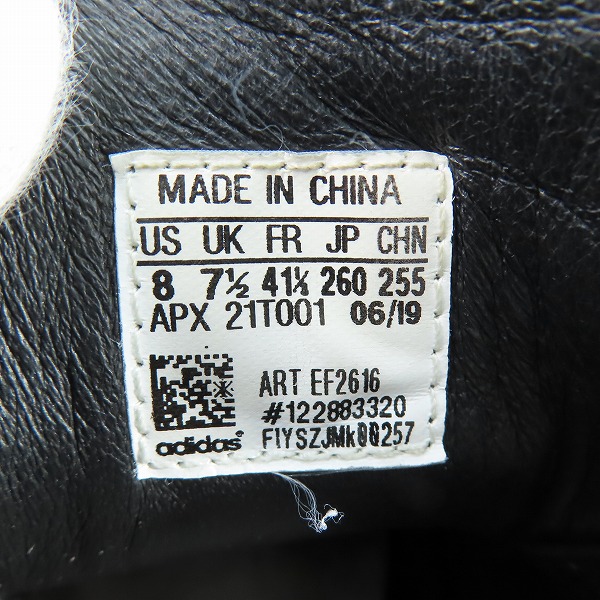 MADE IN CHINA
US UK FR JP CHN
8 7½ 41⅓ 260 255
APX 21T001 06/19
ART EF2616
#122883320
adidas® FIYSZJMk00257